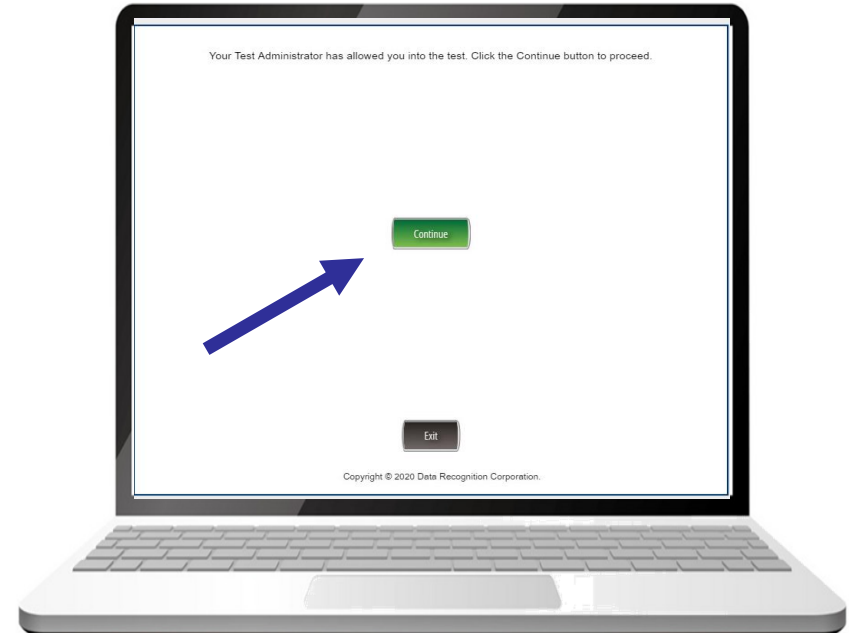 Your Test Administrator has allowed you into the test. Click the Continue button to proceed.
Continue
Exit
Copyright © 2020 Data Recognition Corporation.